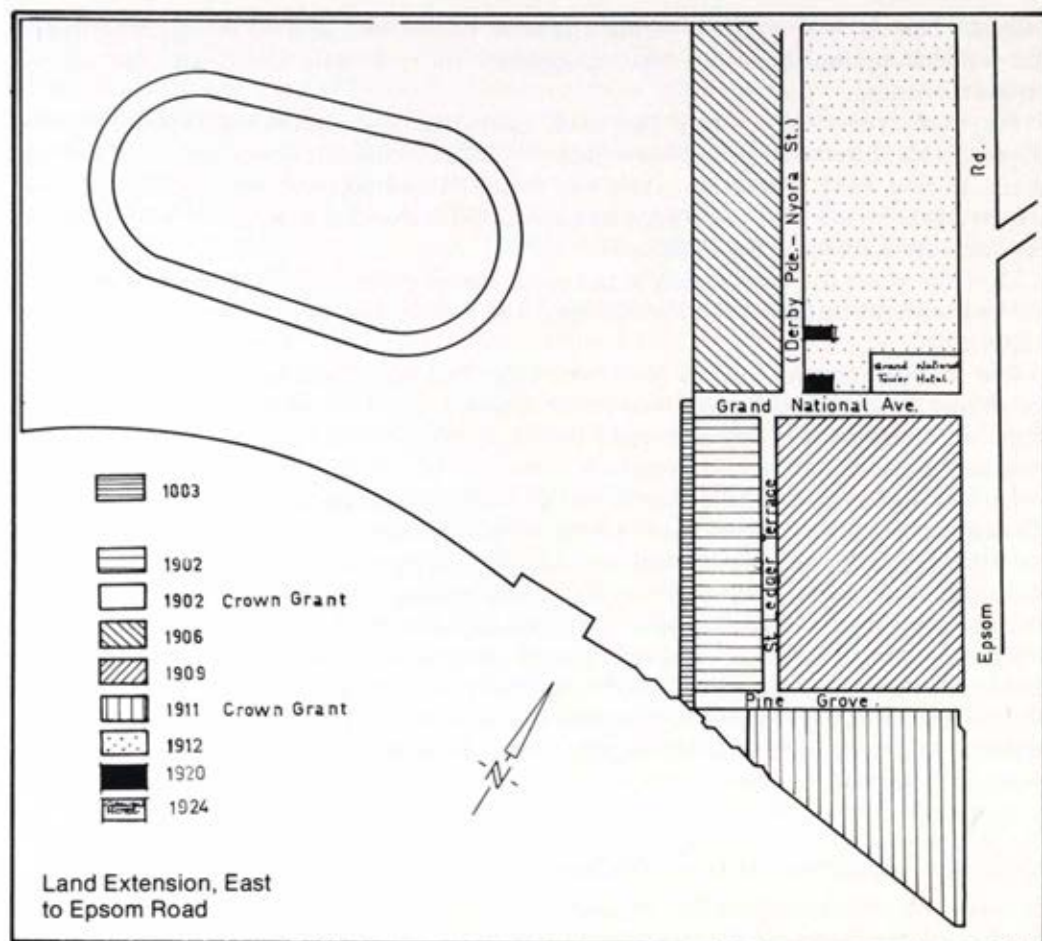 Rd.
(Derby Pde. – Nyora St.)
Grand National
Tower Hotel.
Grand National Ave.
St Ledger Terrace
Epsom
Pine Grove.
1003
1902
1902 Crown Grant
1906
1909
1911 Crown Grant
1912
1920
1924
N
Land Extension, East
to Epsom Road